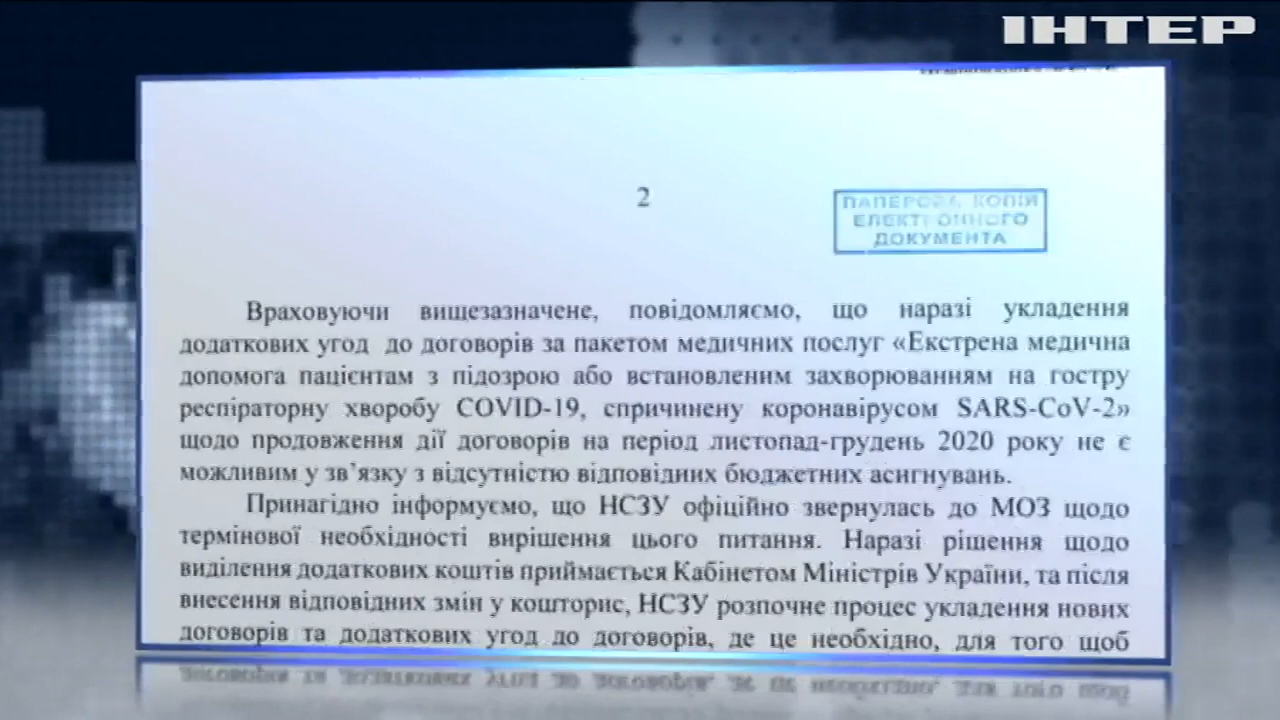 ІНТЕР
2
ПАПЕРОВА КОПІЯ
ЕЛЕКТРОННОГО
ДОКУМЕНТА
Враховуючи вищезазначене, повідомляємо, що наразі укладення
додаткових угод до договорів за пакетом медичних послуг «Екстрена медична
допомога пацієнтам з підозрою або встановленим захворюванням на гостру
респіраторну хворобу COVID-19, спричинену коронавірусом SARS-CoV-2»
щодо продовження дії договорів на період листопад-грудень 2020 року не є
можливим у зв’язку з відсутністю відповідних бюджетних асигнувань.
Принагідно інформуємо, що НСЗУ офіційно звернулась до МОЗ щодо
термінової необхідності вирішення цього питання. Наразі рішення щодо
виділення додаткових коштів приймається Кабінетом Міністрів України, та після
внесення відповідних змін у кошторис, НСЗУ розпочне процес укладення нових
договорів та додаткових угод до договорів, де це необхідно, для того щоб